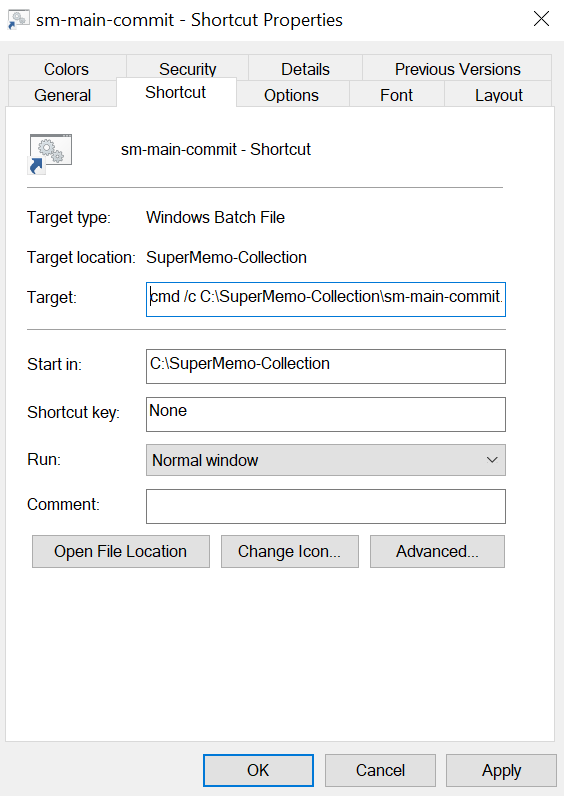 sm-main-commit - Shortcut Properties
Colors Security Details Previous Versions
General Shortcut Options Font Layout
sm-main-commit - Shortcut
Target type: Windows Batch File
Target location: SuperMemo-Collection
Target: cmd /c C:\SuperMemo-Collection\sm-main-commit.
Start in: C:\SuperMemo-Collection
Shortcut key: None
Run: Normal window
Comment:
Open File Location Change Icon... Advanced...
OK Cancel Apply